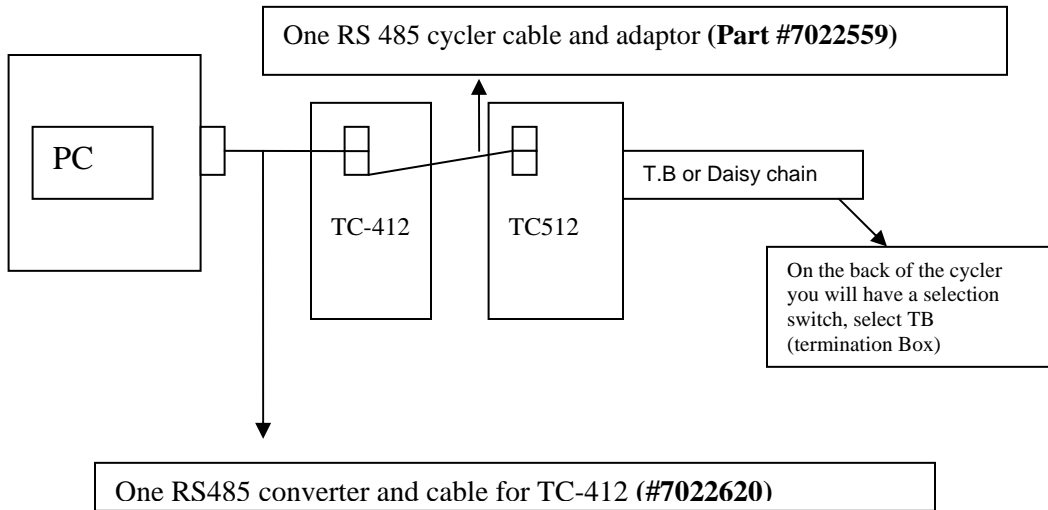 One RS 485 cycler cable and adaptor (Part #7022559)
PC
TC-412
TC512
T.B or Daisy chain
On the back of the cycler
you will have a selection
switch, select TB
(termination Box)
One RS485 converter and cable for TC-412 (#7022620)